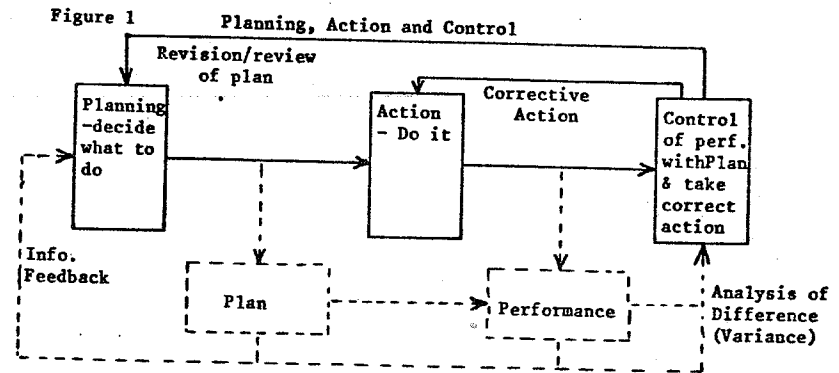 Figure 1
Planning, Action and Control
Revision/review
of plan
Planning
-decide
what to
do
Action
- Do it
Corrective
Action
Control
of perf.
withPlan
& take
correct
action
Info.
Feedback
Plan
Performance
Analysis of
Difference
(Variance)